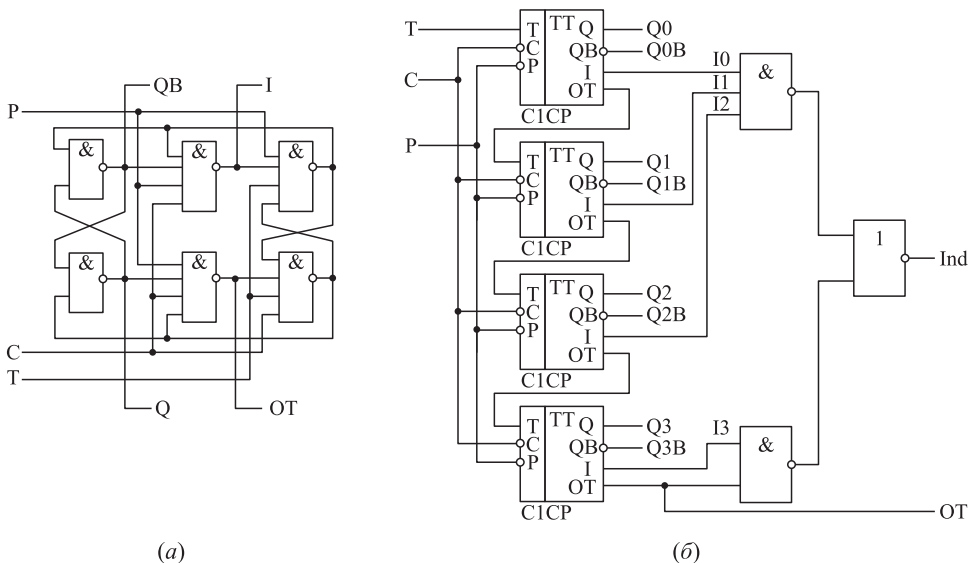 QB
I
P
&
&
&
&
&
&
C
T
Q
OT
(а)
T
C
P
T
C
P
TT
Q
QB
I
OT
C1CP
Q0
Q0B
I0
I1
I2
&
T
C
P
TT
Q
QB
I
OT
C1CP
Q1
Q1B
1
Ind
T
C
P
TT
Q
QB
I
OT
C1CP
Q2
Q2B
T
C
P
TT
Q
QB
I
OT
C1CP
Q3
Q3B
I3
&
OT
(б)